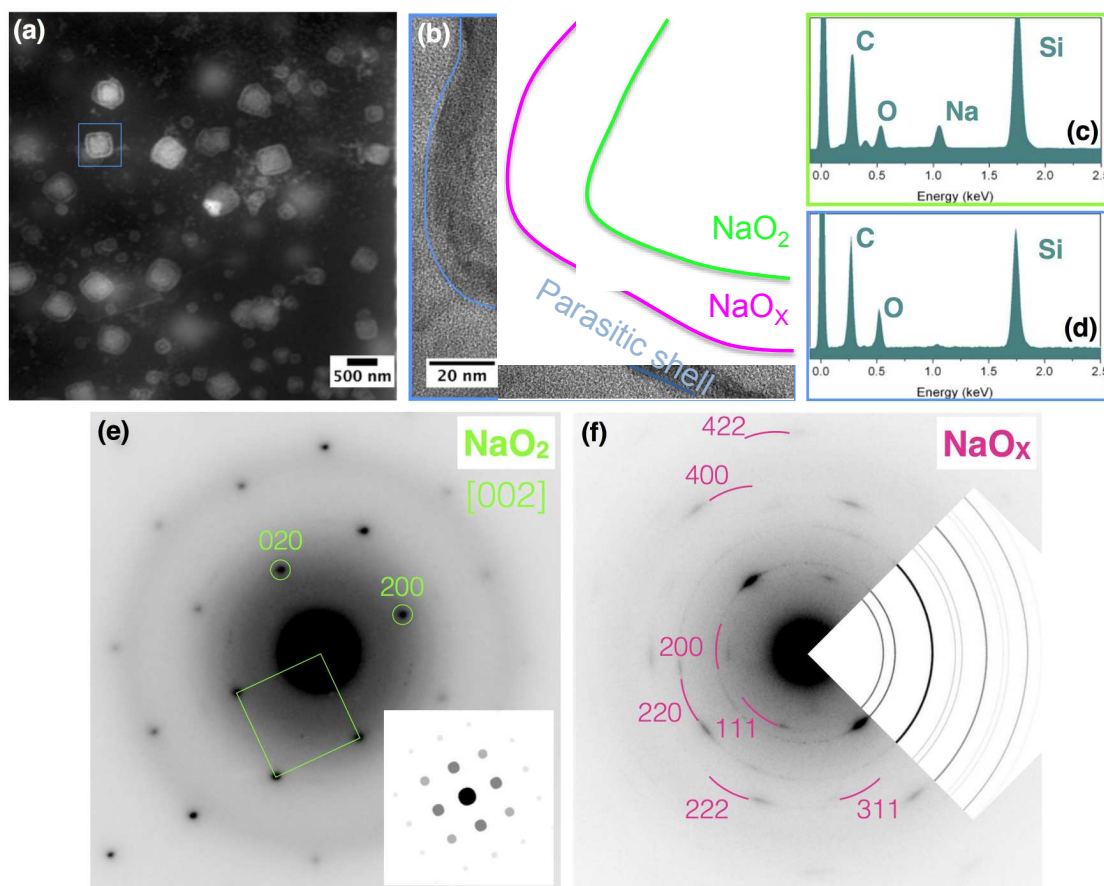 (a)
500 nm
(b)
NaO₂
NaOₓ
Parasitic shell
20 nm
C
O
Na
Si
(c)
0.0 0.5 1.0 1.5 2.0 2.5
Energy (keV)
C
O
Si
(d)
0.0 0.5 1.0 1.5 2.0 2.5
Energy (keV)
(e)
NaO₂
[002]
020
200
(f)
NaOₓ
422
400
200
220
111
222
311